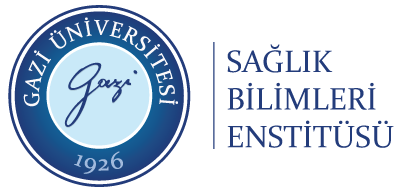 GAZİ ÜNİVERSİTESİ
gazi
1926
SAĞLIK
BİLİMLERİ
ENSTİTÜSÜ